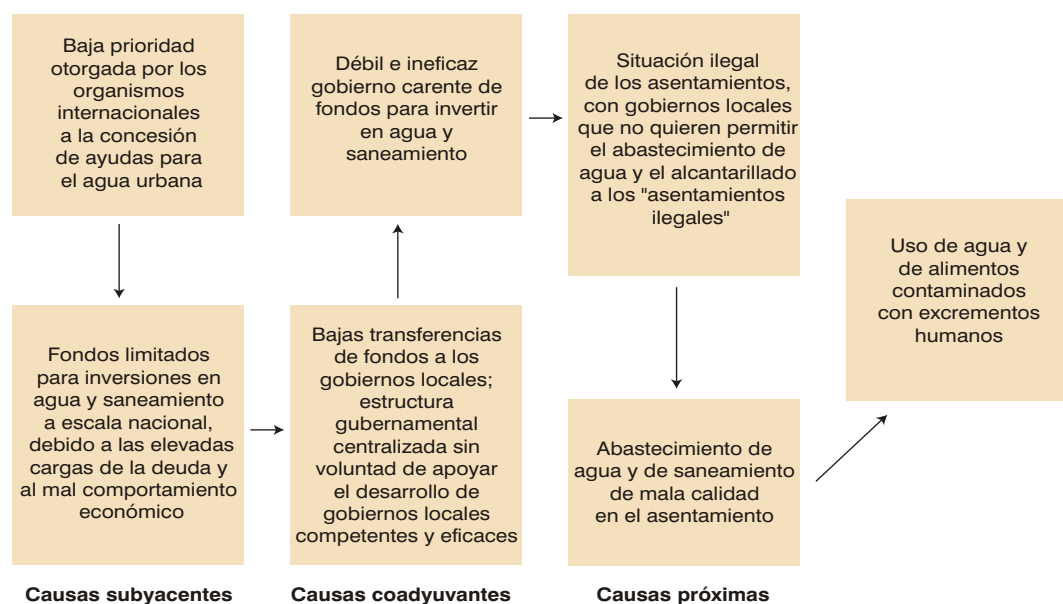 Baja prioridad
otorgada por los
organismos
internacionales
a la concesión
de ayudas para
el agua urbana
Fondos limitados
para inversiones en
agua y saneamiento
a escala nacional,
debido a las elevadas
cargas de la deuda y
al mal comportamiento
económico
Causas subyacentes
Débil e ineficaz
gobierno carente de
fondos para invertir
en agua y
saneamiento
Bajas transferencias
de fondos a los
gobiernos locales;
estructura
gubernamental
centralizada sin
voluntad de apoyar
el desarrollo de
gobiernos locales
competentes y eficaces
Causas coadyuvantes
Situación ilegal
de los asentamientos,
con gobiernos locales
que no quieren permitir
el abastecimiento de
agua y el alcantarillado
a los "asentamientos
ilegales"
Abastecimiento de
agua y de saneamiento
de mala calidad
en el asentamiento
Causas próximas
Uso de agua y
de alimentos
contaminados
con excrementos
humanos